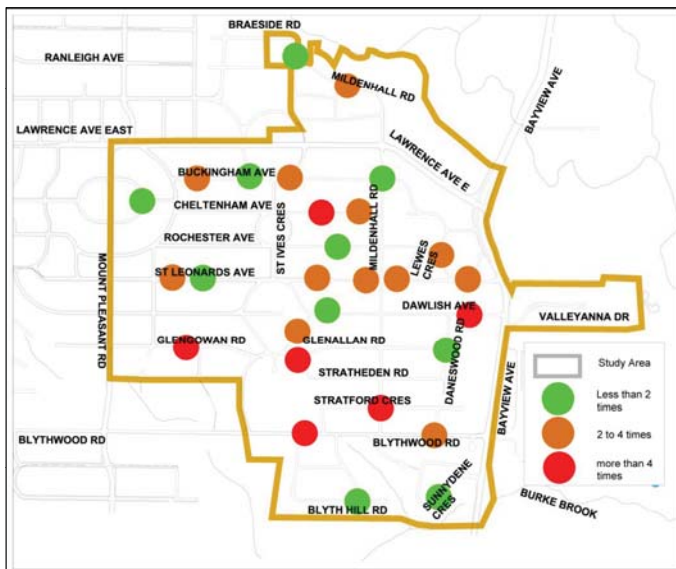 BRAESIDE RD
RANLEIGH AVE
MILDENHALL RD
BAYVIEW AVE
LAWRENCE AVE EAST
LAWRENCE AVE E
BUCKINGHAM AVE
CHELTENHAM AVE
MILDENHALL RD
ST IVES CRES
ROCHESTER AVE
LEWES
CRES
MOUNT PLEASANT RD
ST LEONARDS AVE
DAWLISH AVE
VALLEYANNA DR
GLENGOWAN RD
GLENALLAN RD
DANESWOOD RD
STRATHEDEN RD
BAYVIEW AVE
STRATFORD CRES
BLYTHWOOD RD
BLYTHWOOD RD
SUNNYDENE
CRES
BLYTH HILL RD
BURKE BROOK
Study Area
Less than 2
times
2 to 4 times
more than 4
times